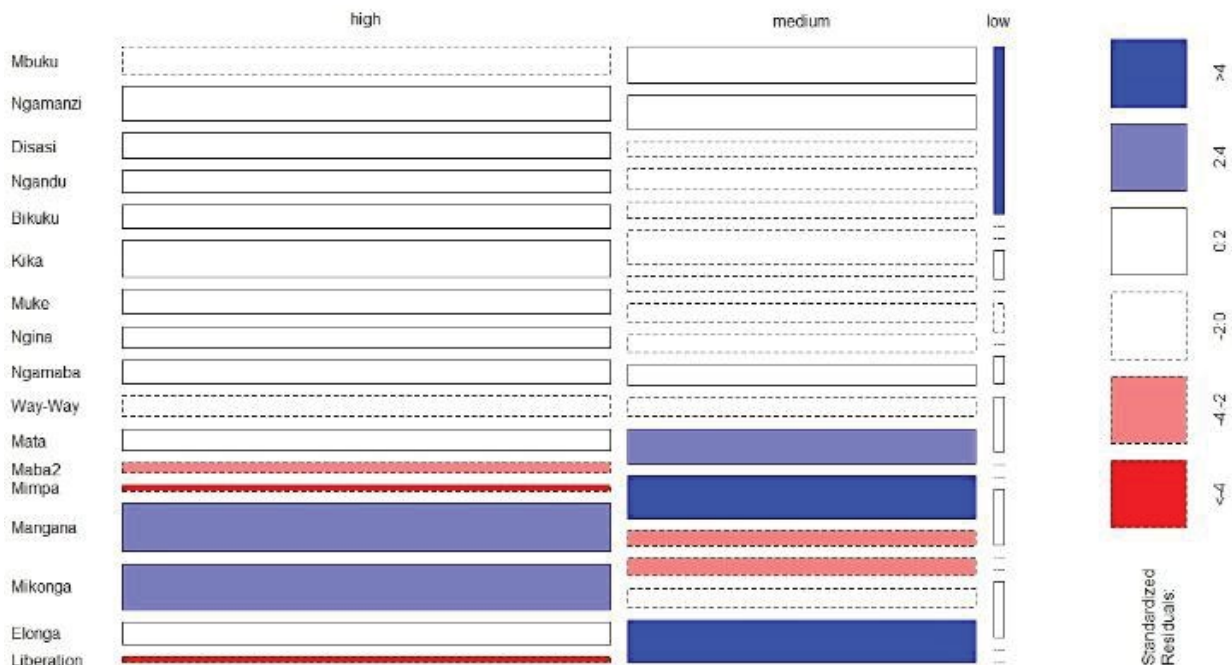 high medium low
Mbuku
Ngamanzi
Disasi
Ngandu
Bikuku
Kika
Muke
Ngina
Ngamaba
Way-Way
Mata
Maba2
Mimpa
Mangana
Mikonga
Elonga
Liberation
>4
2:4
0:2
-2:0
-4:-2
<-4
Standardized
Residuals: